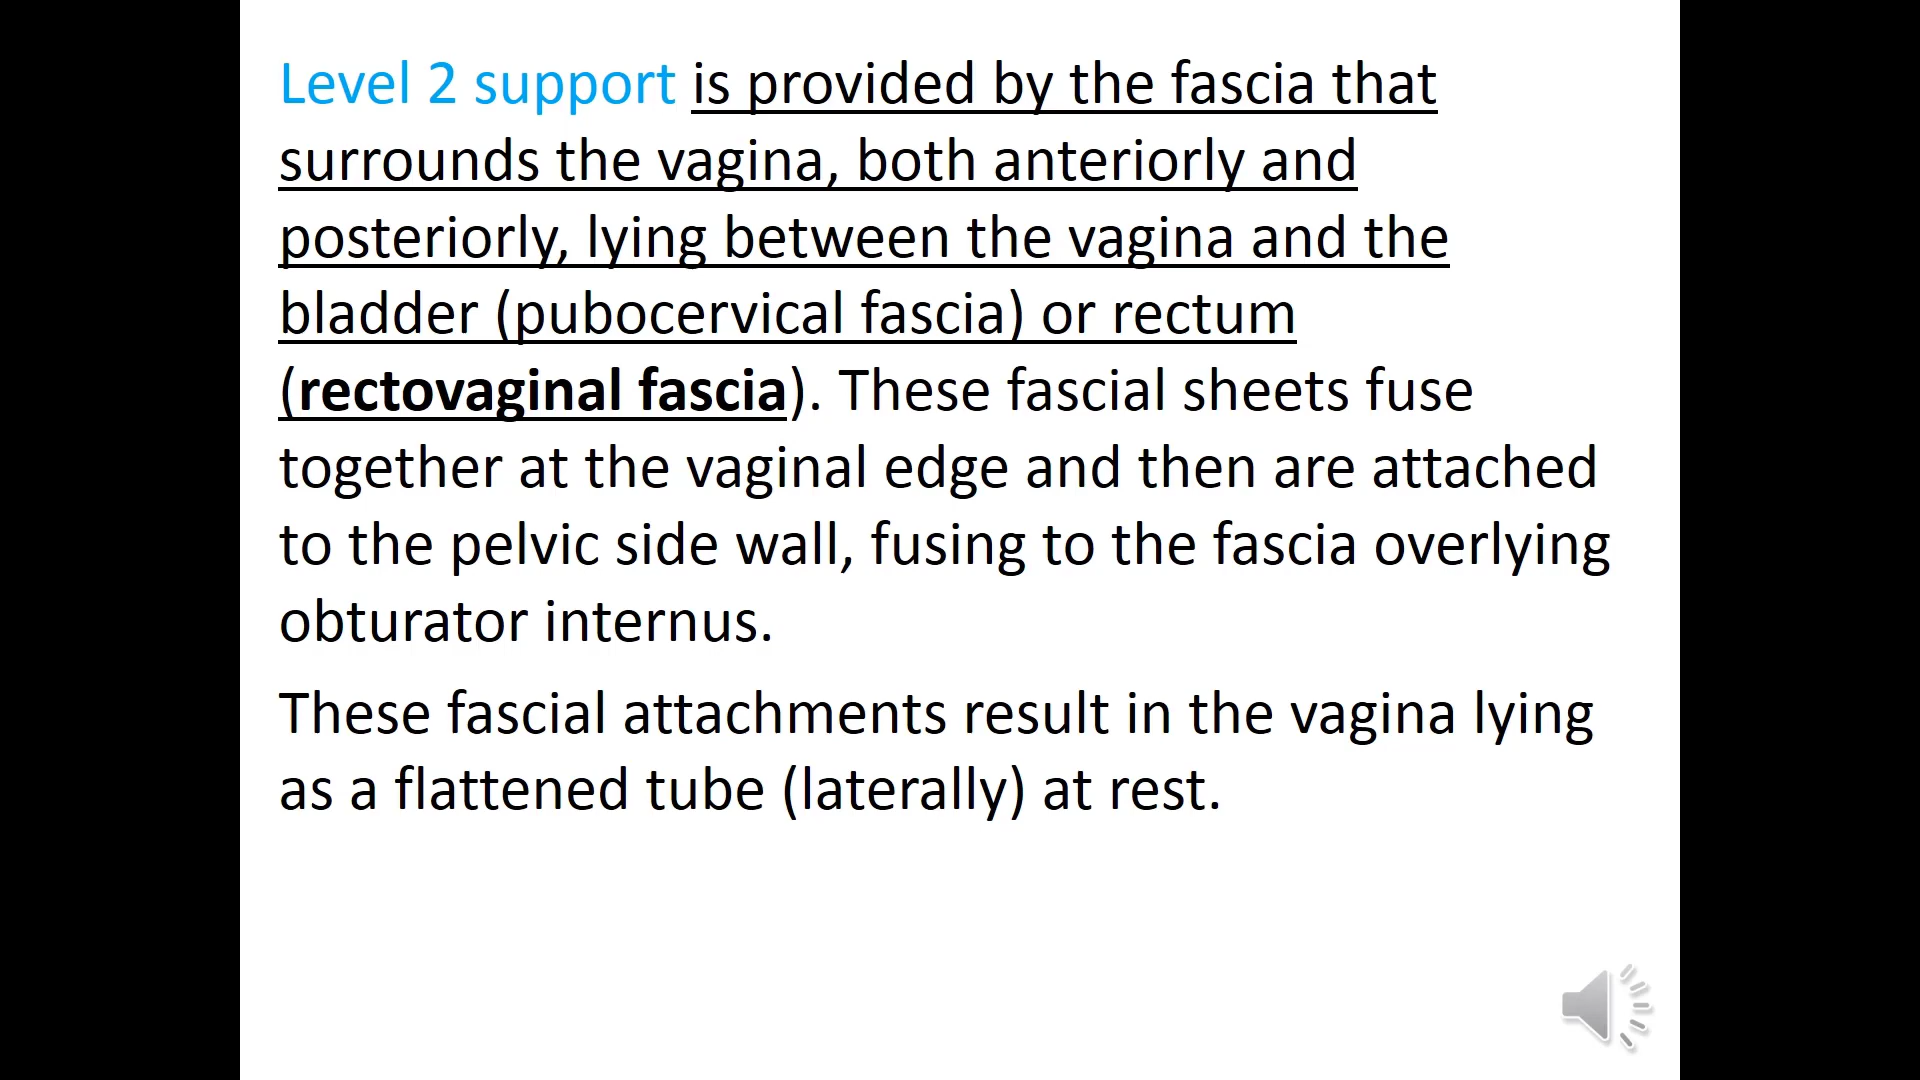 Level 2 support is provided by the fascia that
surrounds the vagina, both anteriorly and
posteriorly, lying between the vagina and the
bladder (pubocervical fascia) or rectum
(rectovaginal fascia). These fascial sheets fuse
together at the vaginal edge and then are attached
to the pelvic side wall, fusing to the fascia overlying
obturator internus.
These fascial attachments result in the vagina lying
as a flattened tube (laterally) at rest.